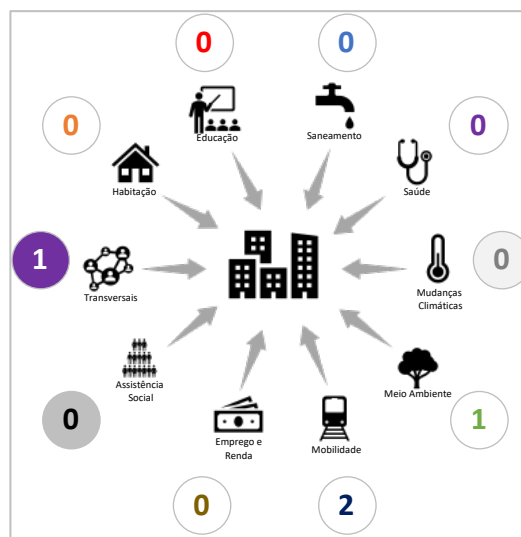 0
0
Educação
Saneamento
0
0
Habitação
Saúde
1
0
Transversais
Mudanças
Climáticas
Assistência
Social
Meio Ambiente
0
1
Emprego e
Renda
Mobilidade
0
2